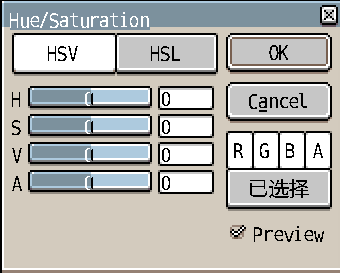 Hue/Saturation
HSV HSL OK
H 0
S 0 Cancel
V 0 R G B A
A 0 已选择
Preview